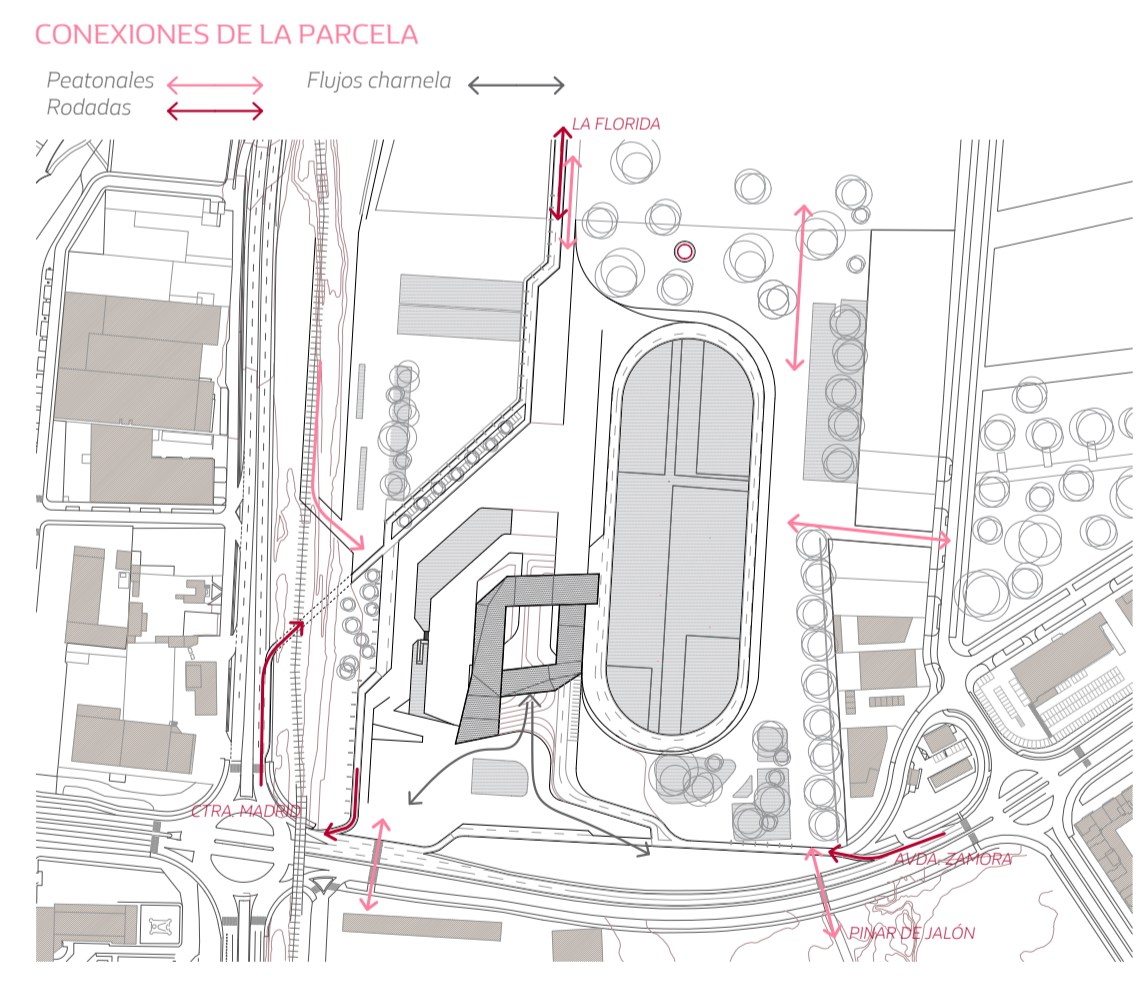 CONEXIONES DE LA PARCELA
Peatonales
Flujos charnela
Rodadas
LA FLORIDA
CTRA. MADRID
AVDA. ZAMORA
PINAR DE JALÓN